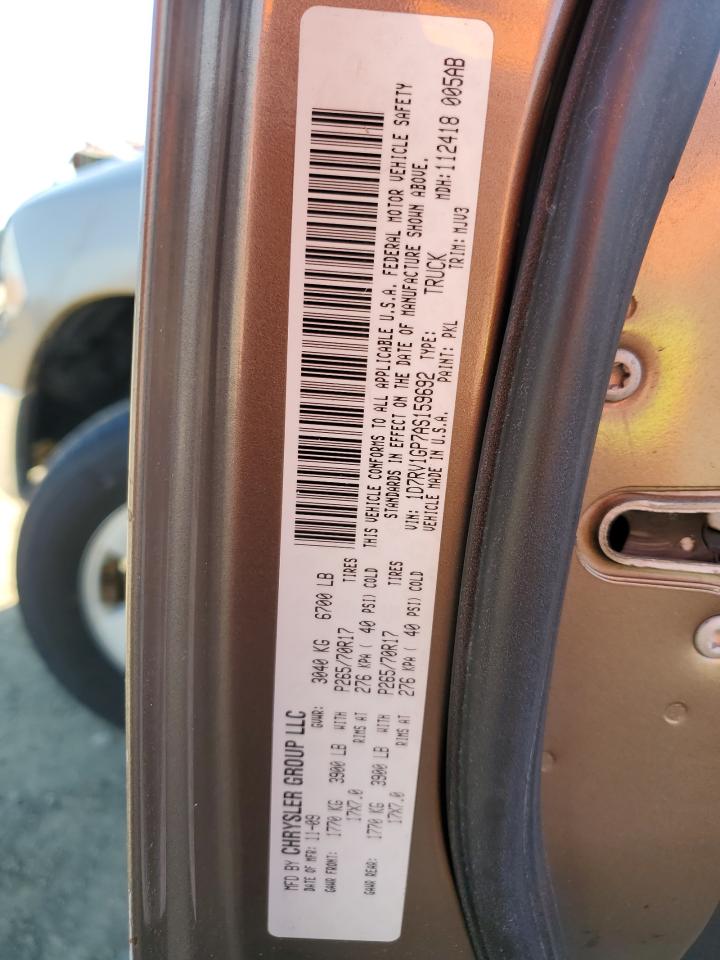 MFD BY CHRYSLER GROUP LLC
DATE OF MFR: 11-09 GVWR: 3040 KG 6700 LB
GAWR FRONT: 1770 KG 3900 LB WITH P265/70R17 TIRES
17X7.0 RIMS AT 276 KPA ( 40 PSI) COLD
GAWR REAR: 1770 KG 3900 LB WITH P265/70R17 TIRES
17X7.0 RIMS AT 276 KPA ( 40 PSI) COLD
THIS VEHICLE CONFORMS TO ALL APPLICABLE U.S.A. FEDERAL MOTOR VEHICLE SAFETY
STANDARDS IN EFFECT ON THE DATE OF MANUFACTURE SHOWN ABOVE.
VIN: 1D7RV1GP7AS159692 TYPE: TRUCK MDH: 112418 005AB
VEHICLE MADE IN U.S.A. PAINT: PKL TRIM: MJV3